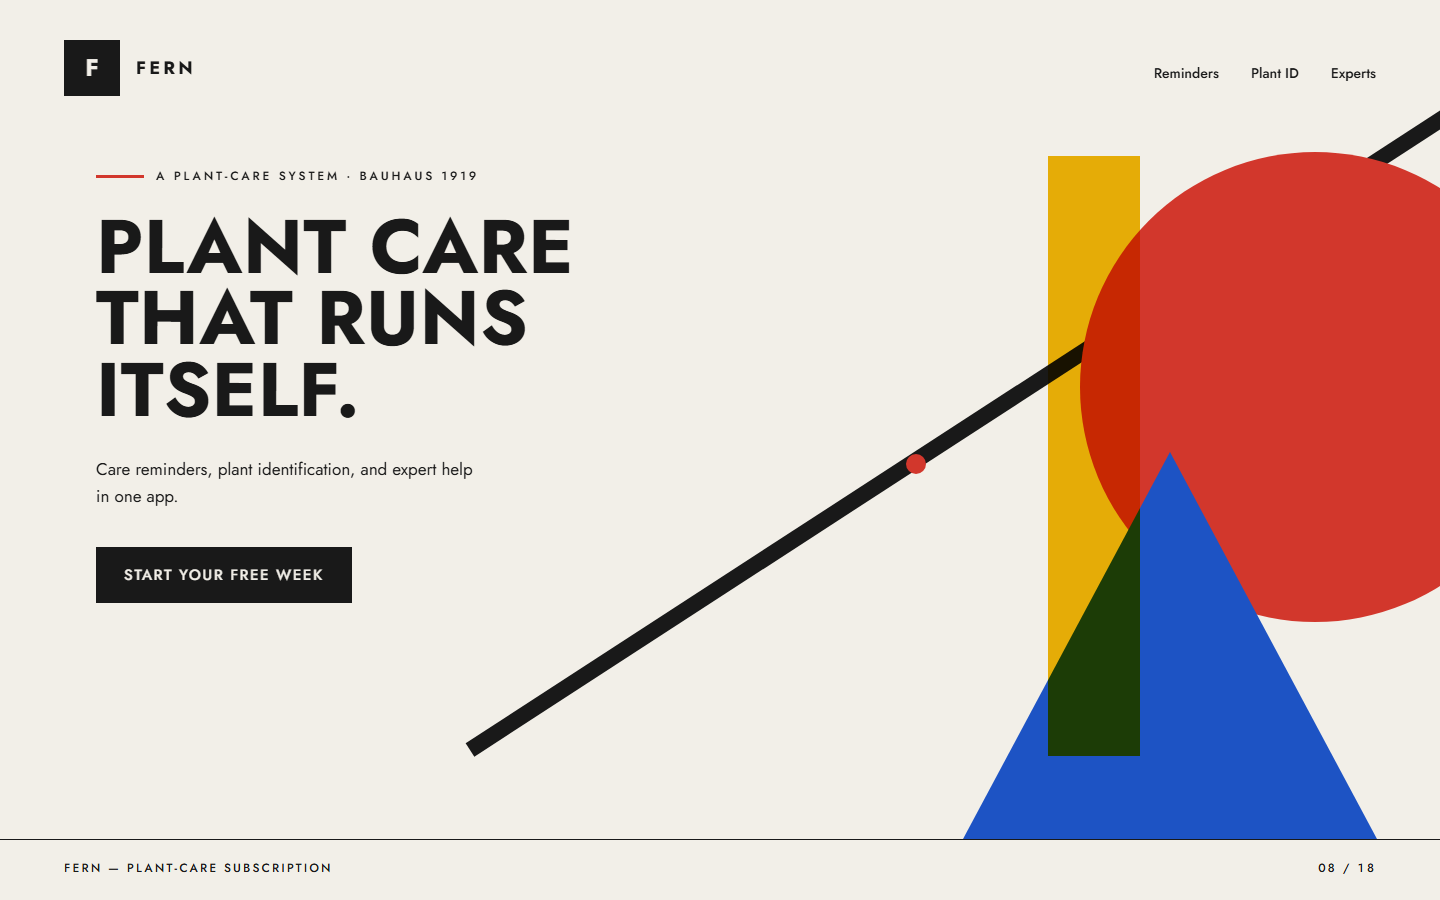 F FERN
Reminders Plant ID Experts
A PLANT-CARE SYSTEM · BAUHAUS 1919
PLANT CARE
THAT RUNS
ITSELF.
Care reminders, plant identification, and expert help
in one app.
START YOUR FREE WEEK
FERN — PLANT-CARE SUBSCRIPTION
08 / 18